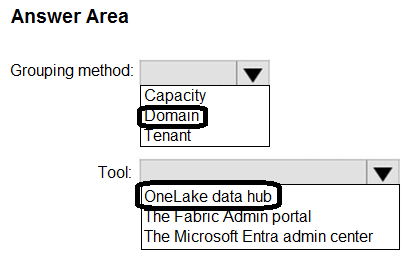 Answer Area
Grouping method:
Capacity
Domain
Tenant
Tool:
OneLake data hub
The Fabric Admin portal
The Microsoft Entra admin center